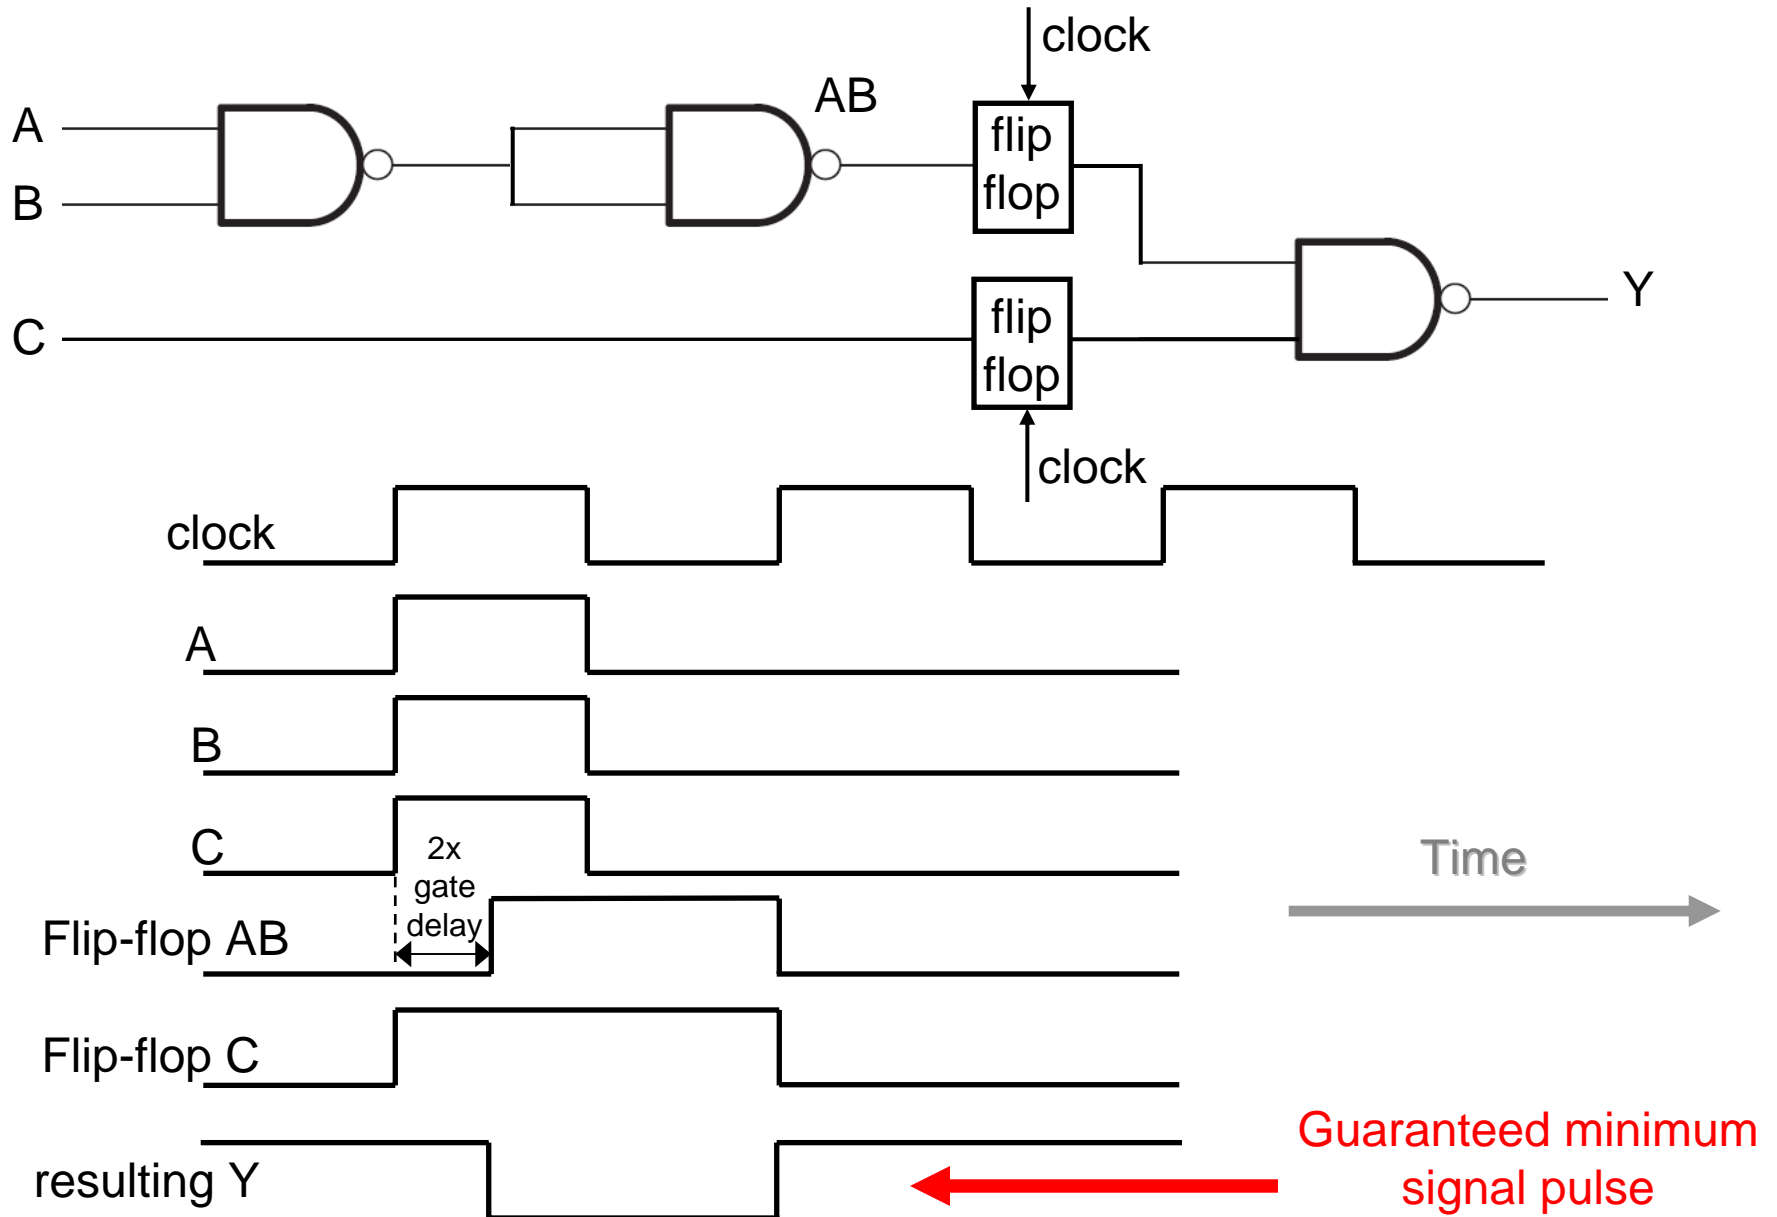 clock
A
AB
flip
flop
B
Y
C
flip
flop
clock
clock
A
B
C
2x
gate
delay
Time
Flip-flop AB
Flip-flop C
Guaranteed minimum
signal pulse
resulting Y